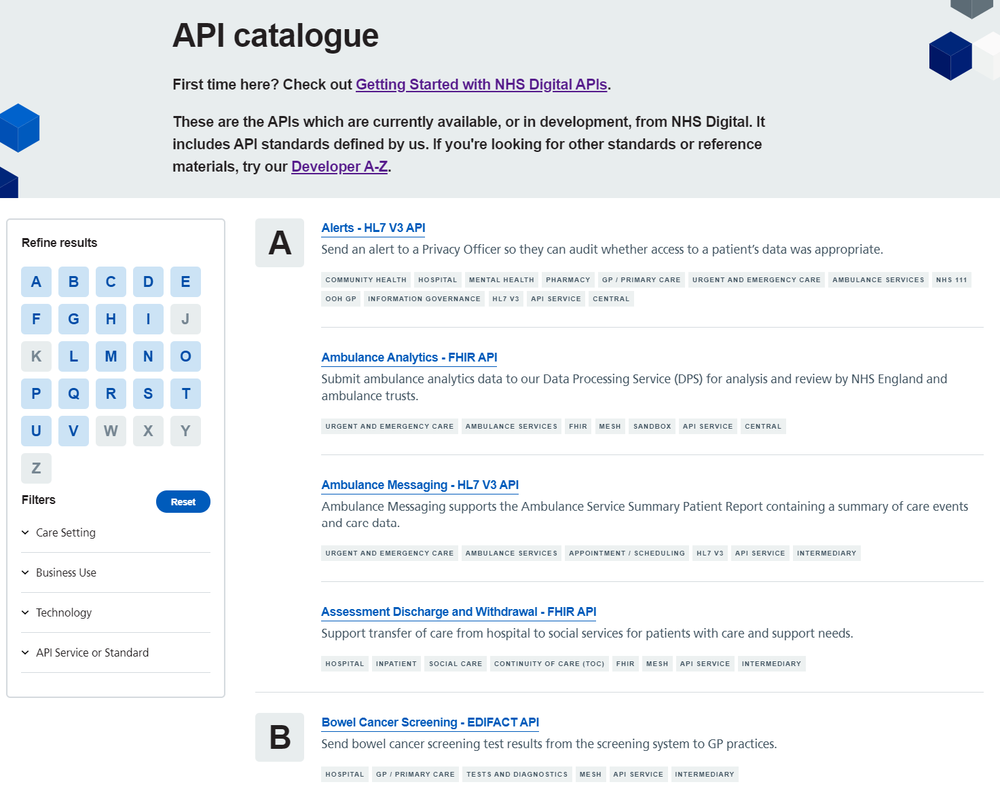 API catalogue
First time here? Check out Getting Started with NHS Digital APIs.
These are the APIs which are currently available, or in development, from NHS Digital. It
includes API standards defined by us. If you're looking for other standards or reference
materials, try our Developer A-Z.
Refine results
A B C D E
F G H I J
K L M N O
P Q R S T
U V W X Y
Z
Filters
Reset
Care Setting
Business Use
Technology
API Service or Standard
A
Alerts - HL7 V3 API
Send an alert to a Privacy Officer so they can audit whether access to a patient’s data was appropriate.
COMMUNITY HEALTH HOSPITAL MENTAL HEALTH PHARMACY GP / PRIMARY CARE URGENT AND EMERGENCY CARE AMBULANCE SERVICES NHS 111
OOH GP INFORMATION GOVERNANCE HL7 V3 API SERVICE CENTRAL
Ambulance Analytics - FHIR API
Submit ambulance analytics data to our Data Processing Service (DPS) for analysis and review by NHS England and
ambulance trusts.
URGENT AND EMERGENCY CARE AMBULANCE SERVICES FHIR MESH SANDBOX API SERVICE CENTRAL
Ambulance Messaging - HL7 V3 API
Ambulance Messaging supports the Ambulance Service Summary Patient Report containing a summary of care events
and care data.
URGENT AND EMERGENCY CARE AMBULANCE SERVICES APPOINTMENT / SCHEDULING HL7 V3 API SERVICE INTERMEDIARY
Assessment Discharge and Withdrawal - FHIR API
Support transfer of care from hospital to social services for patients with care and support needs.
HOSPITAL INPATIENT SOCIAL CARE CONTINUITY OF CARE (TOC) FHIR MESH API SERVICE INTERMEDIARY
B
Bowel Cancer Screening - EDIFACT API
Send bowel cancer screening test results from the screening system to GP practices.
HOSPITAL GP / PRIMARY CARE TESTS AND DIAGNOSTICS MESH API SERVICE INTERMEDIARY